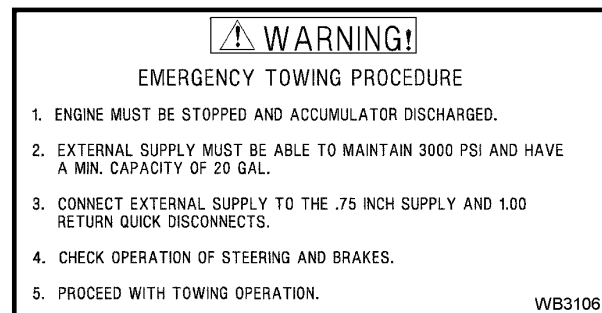 ⚠ WARNING!
EMERGENCY TOWING PROCEDURE
1. ENGINE MUST BE STOPPED AND ACCUMULATOR DISCHARGED.
2. EXTERNAL SUPPLY MUST BE ABLE TO MAINTAIN 3000 PSI AND HAVE
A MIN. CAPACITY OF 20 GAL.
3. CONNECT EXTERNAL SUPPLY TO THE .75 INCH SUPPLY AND 1.00
RETURN QUICK DISCONNECTS.
4. CHECK OPERATION OF STEERING AND BRAKES.
5. PROCEED WITH TOWING OPERATION.
WB3106